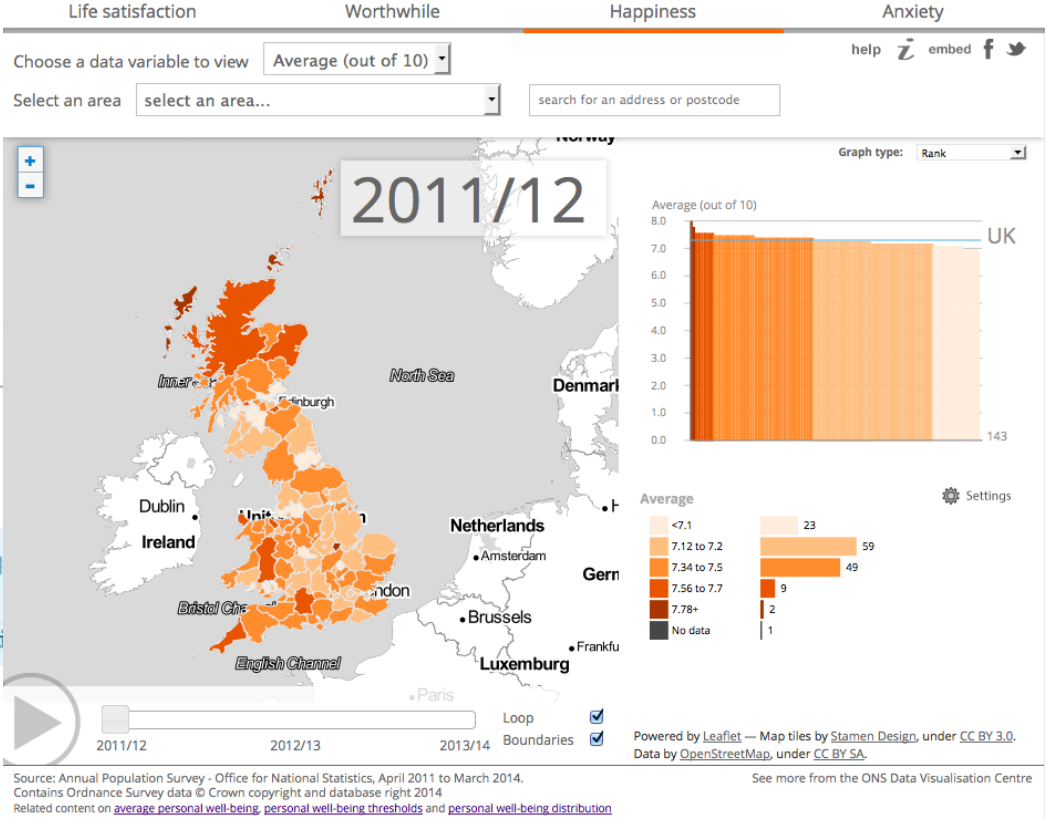 Life satisfaction Worthwhile Happiness Anxiety
Choose a data variable to view Average (out of 10)
help i embed f
Select an area select an area... search for an address or postcode
+
-
Norway
2011/12
Graph type: Rank
Average (out of 10)
8.0
UK
7.0
6.0
5.0
4.0
3.0
2.0
1.0
0.0
143
Inner
North Sea
Denmark
Edinburgh
Dublin
Ireland
Unit
n
Netherlands
Amsterdam
H
Gern
ndon
Bristol Cha
Brussels
Frankfu
English Channel
Luxemburg
Paris
Average
Settings
<7.1 23
7.12 to 7.2 59
7.34 to 7.5 49
7.56 to 7.7 9
7.78+ 2
No data 1
Loop
Boundaries
2011/12 2012/13 2013/14
Powered by Leaflet — Map tiles by Stamen Design, under CC BY 3.0.
Data by OpenStreetMap, under CC BY SA.
Source: Annual Population Survey - Office for National Statistics, April 2011 to March 2014.
See more from the ONS Data Visualisation Centre
Contains Ordnance Survey data © Crown copyright and database right 2014
Related content on average personal well-being, personal well-being thresholds and personal well-being distribution